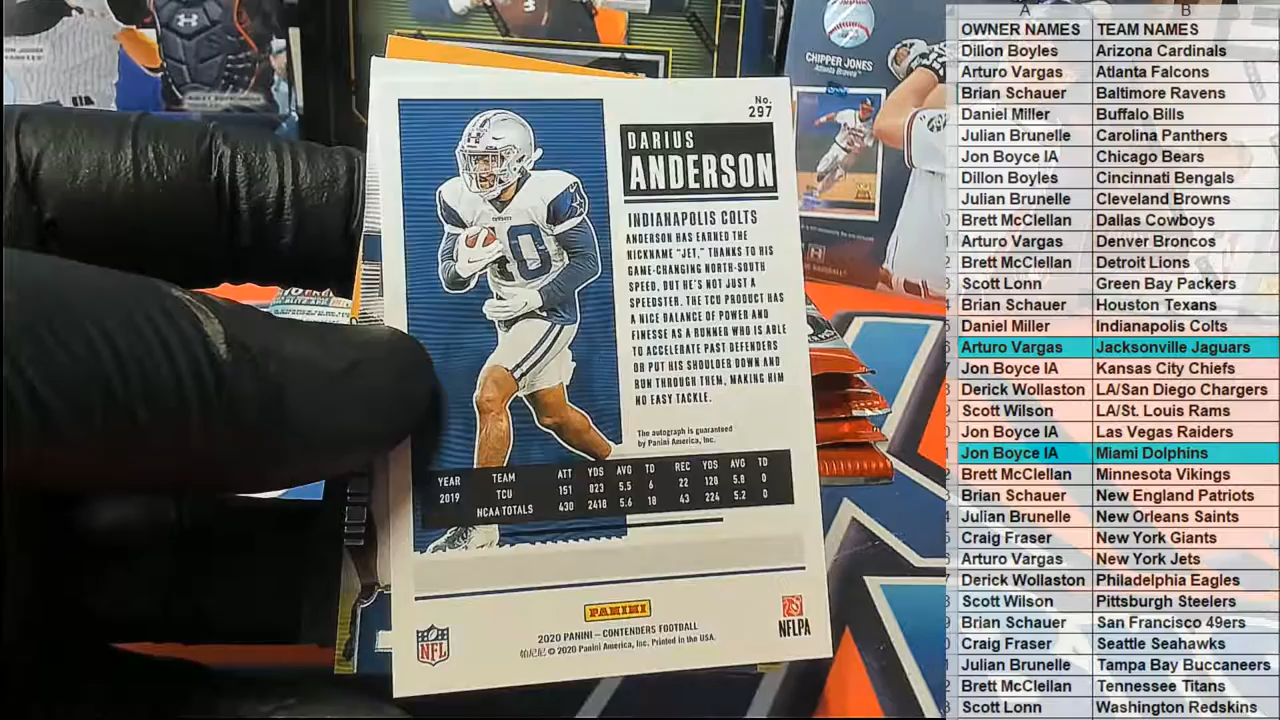 CHIPPER JONES
Atlanta Braves
No.
297
DARIUS
ANDERSON
INDIANAPOLIS COLTS
ANDERSON HAS EARNED THE
NICKNAME "JET," THANKS TO HIS
GAME-CHANGING NORTH-SOUTH
SPEED, BUT HE'S NOT JUST A
SPEEDSTER. THE TCU PRODUCT HAS
A NICE BALANCE OF POWER AND
FINESSE AS A RUNNER WHO IS ABLE
TO ACCELERATE PAST DEFENDERS
OR PUT HIS SHOULDER DOWN AND
RUN THROUGH THEM, MAKING HIM
NO EASY TACKLE.
The autograph is guaranteed
by Panini America, Inc.
YEAR TEAM ATT YDS AVG TD REC YDS AVG TD
2019 TCU 151 823 5.5 6 22 128 5.8 0
NCAA TOTALS 430 2418 5.6 18 43 224 5.2 0
PANINI
NFL
2020 PANINI – CONTENDERS FOOTBALL
帕尼尼 © 2020 Panini America, Inc. Printed in the USA.
NFLPA
A B
OWNER NAMES TEAM NAMES
Dillon Boyles Arizona Cardinals
Arturo Vargas Atlanta Falcons
Brian Schauer Baltimore Ravens
Daniel Miller Buffalo Bills
Julian Brunelle Carolina Panthers
Jon Boyce IA Chicago Bears
Dillon Boyles Cincinnati Bengals
Julian Brunelle Cleveland Browns
Brett McClellan Dallas Cowboys
Arturo Vargas Denver Broncos
Brett McClellan Detroit Lions
Scott Lonn Green Bay Packers
Brian Schauer Houston Texans
Daniel Miller Indianapolis Colts
Arturo Vargas Jacksonville Jaguars
Jon Boyce IA Kansas City Chiefs
Derick Wollaston LA/San Diego Chargers
Scott Wilson LA/St. Louis Rams
Jon Boyce IA Las Vegas Raiders
Jon Boyce IA Miami Dolphins
Brett McClellan Minnesota Vikings
Brian Schauer New England Patriots
Julian Brunelle New Orleans Saints
Craig Fraser New York Giants
Arturo Vargas New York Jets
Derick Wollaston Philadelphia Eagles
Scott Wilson Pittsburgh Steelers
Brian Schauer San Francisco 49ers
Craig Fraser Seattle Seahawks
Julian Brunelle Tampa Bay Buccaneers
Brett McClellan Tennessee Titans
Scott Lonn Washington Redskins